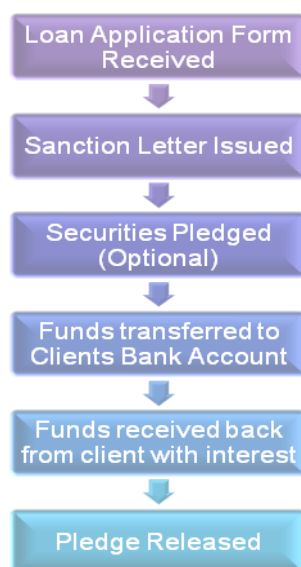 Loan Application Form
Received
Sanction Letter Issued
Securities Pledged
(Optional)
Funds transferred to
Clients Bank Account
Funds received back
from client with interest
Pledge Released